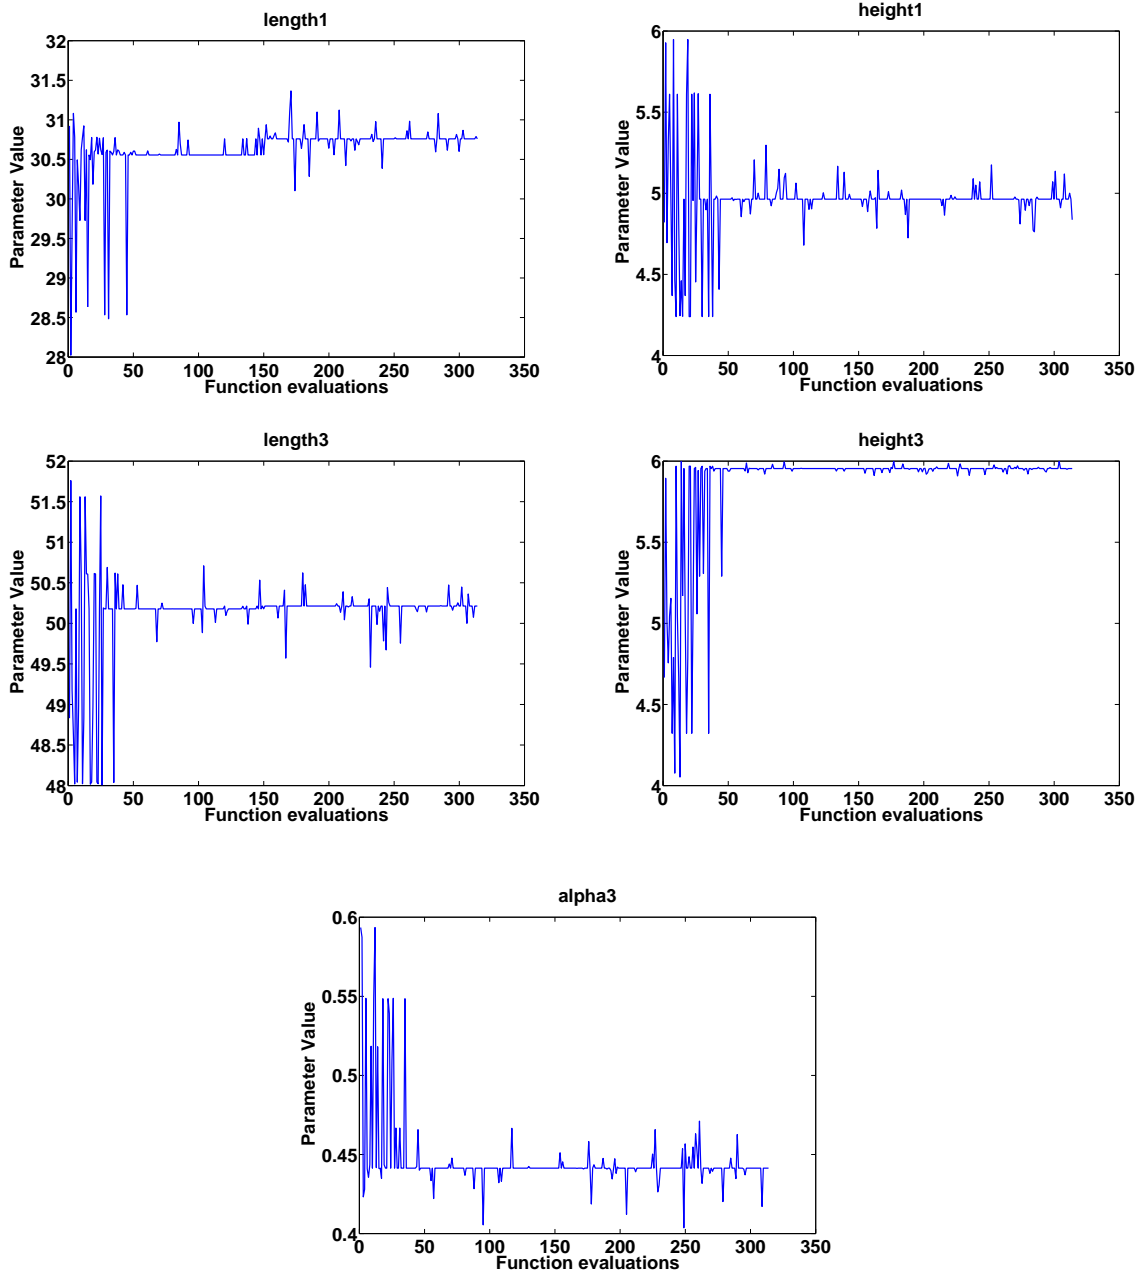 length1
height1
32
31.5
31
30.5
30
29.5
29
28.5
28
Parameter Value
0 50 100 150 200 250 300 350
Function evaluations
6
5.5
5
4.5
4
Parameter Value
0 50 100 150 200 250 300 350
Function evaluations
length3
height3
52
51.5
51
50.5
50
49.5
49
48.5
48
Parameter Value
0 50 100 150 200 250 300 350
Function evaluations
6
5.5
5
4.5
4
Parameter Value
0 50 100 150 200 250 300 350
Function evaluations
alpha3
0.6
0.55
0.5
0.45
0.4
Parameter Value
0 50 100 150 200 250 300 350
Function evaluations